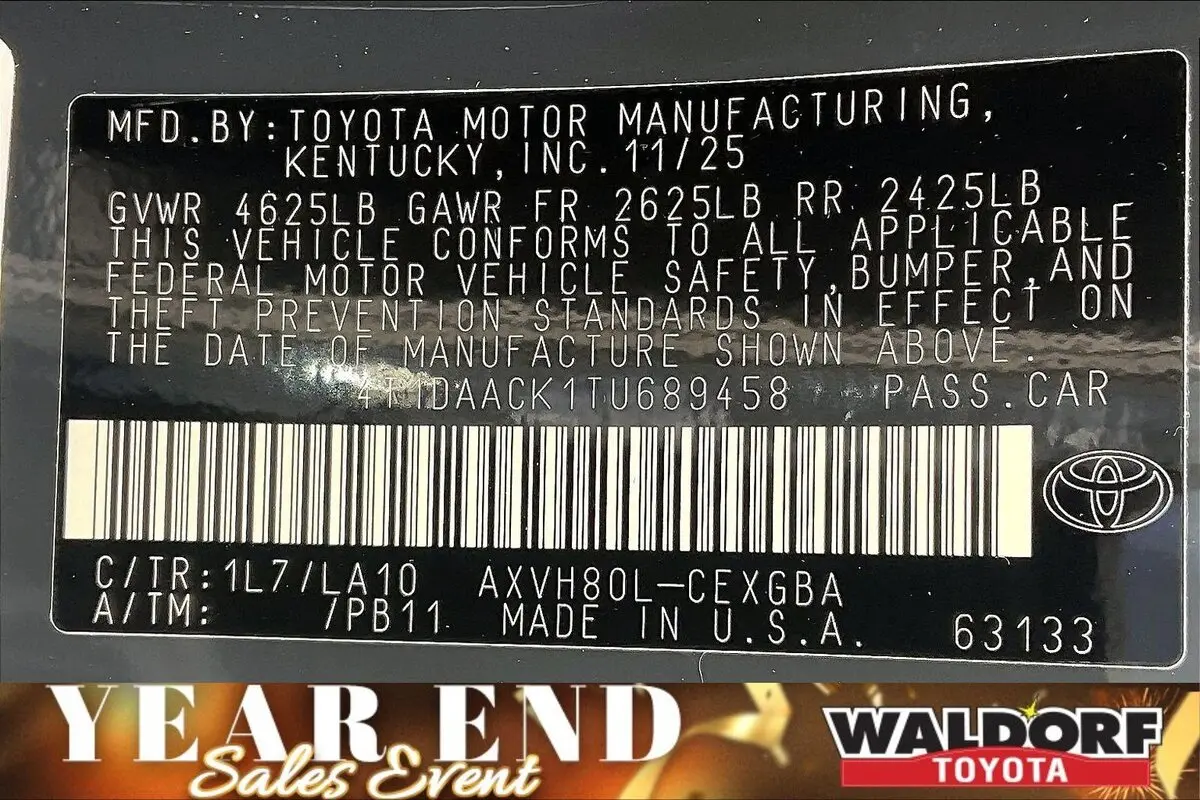 MFD.BY:TOYOTA MOTOR MANUFACTURING,
KENTUCKY,INC.11/25
GVWR 4625LB GAWR FR 2625LB RR 2425LB
THIS VEHICLE CONFORMS TO ALL APPLICABLE
FEDERAL MOTOR VEHICLE SAFETY,BUMPER,AND
THEFT PREVENTION STANDARDS IN EFFECT ON
THE DATE OF MANUFACTURE SHOWN ABOVE.
4T1DAACK1TU689458 PASS.CAR
C/TR:1L7/LA10 AXVH80L-CEXGBA
A/TM: /PB11 MADE IN U.S.A. 63133
YEAR END
Sales Event
WALDORF
TOYOTA